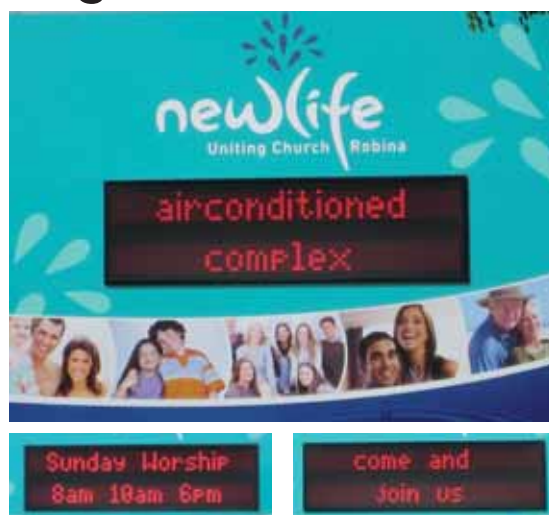 newlife
Uniting Church Robina
airconditioned
complex
Sunday Worship
8am 10am 6pm
come and
join us